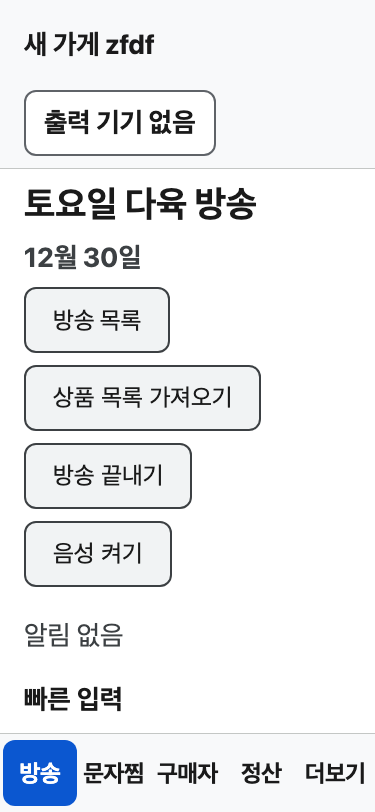 새 가게 zfdf
출력 기기 없음
토요일 다육 방송
12월 30일
방송 목록
상품 목록 가져오기
방송 끝내기
음성 켜기
알림 없음
빠른 입력
방송 문자찜 구매자 정산 더보기